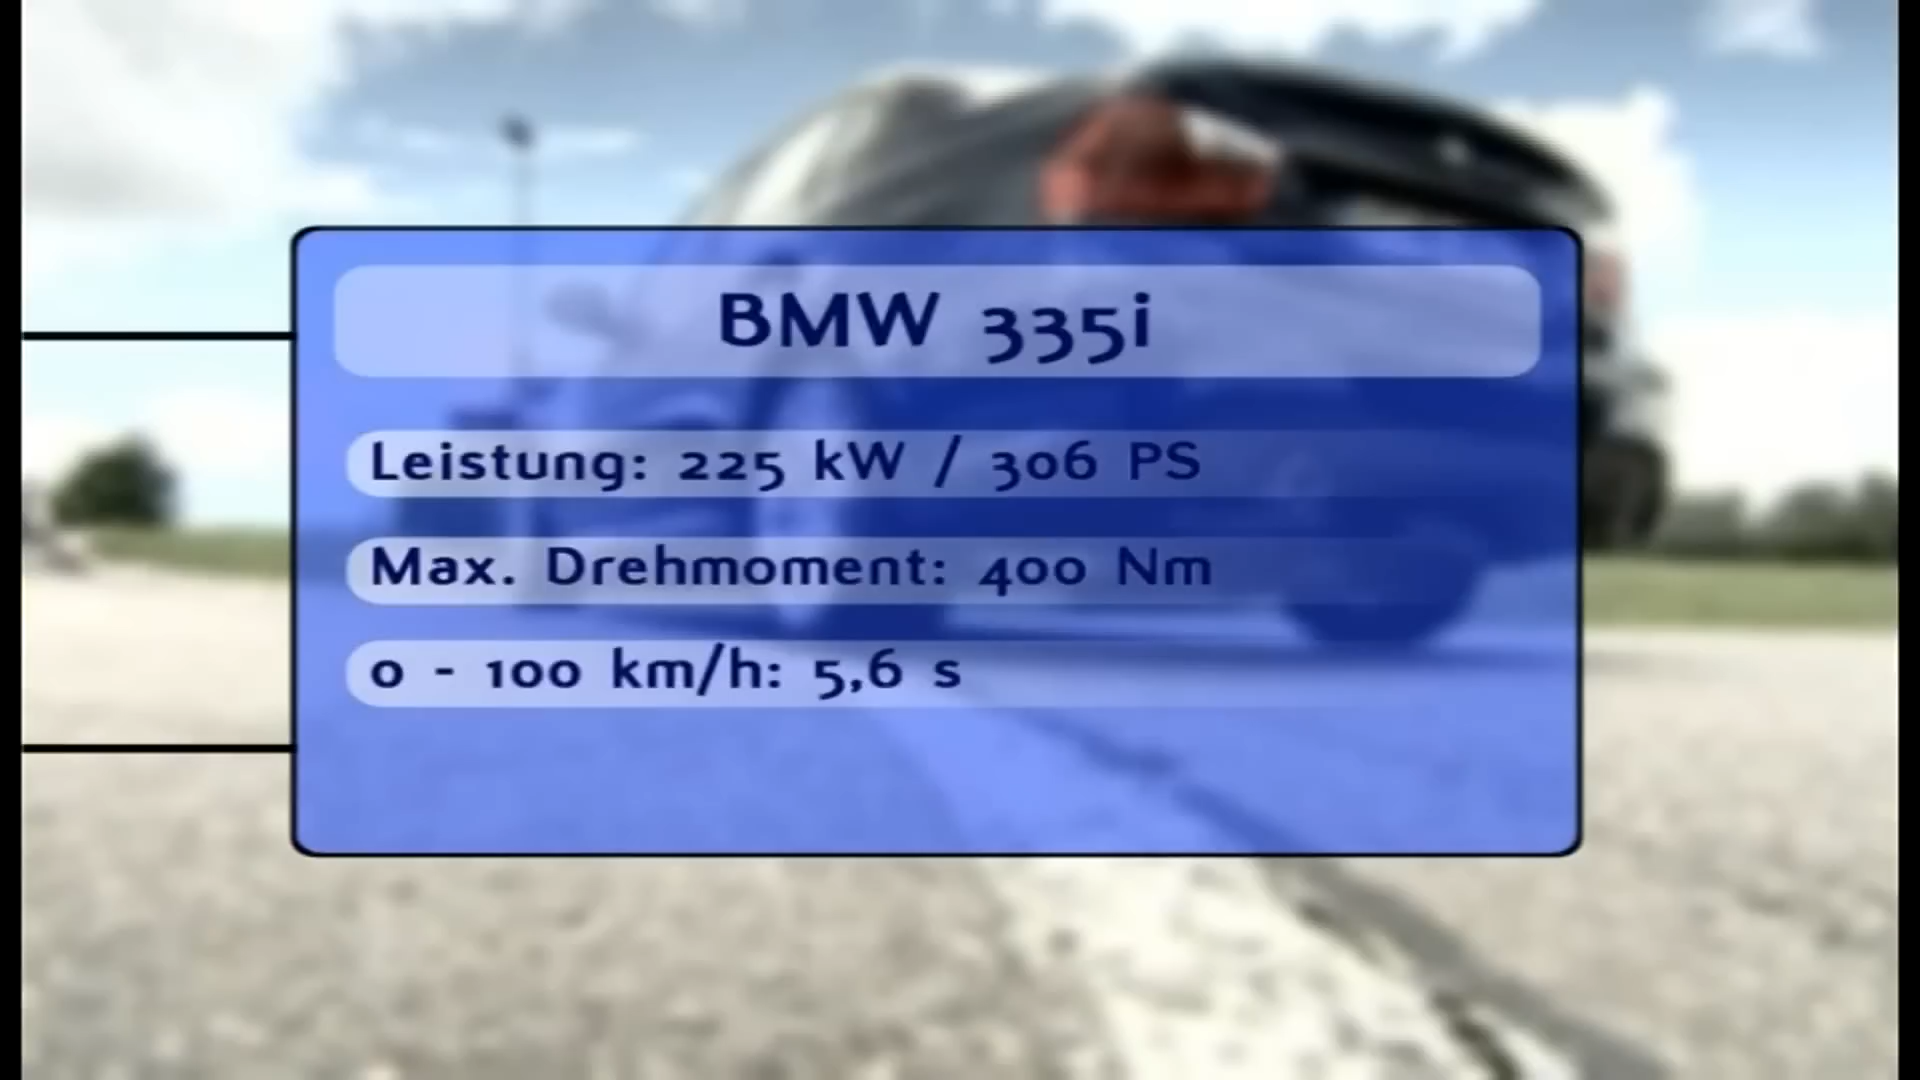 BMW 335i
Leistung: 225 kW / 306 PS
Max. Drehmoment: 400 Nm
0 - 100 km/h: 5,6 s